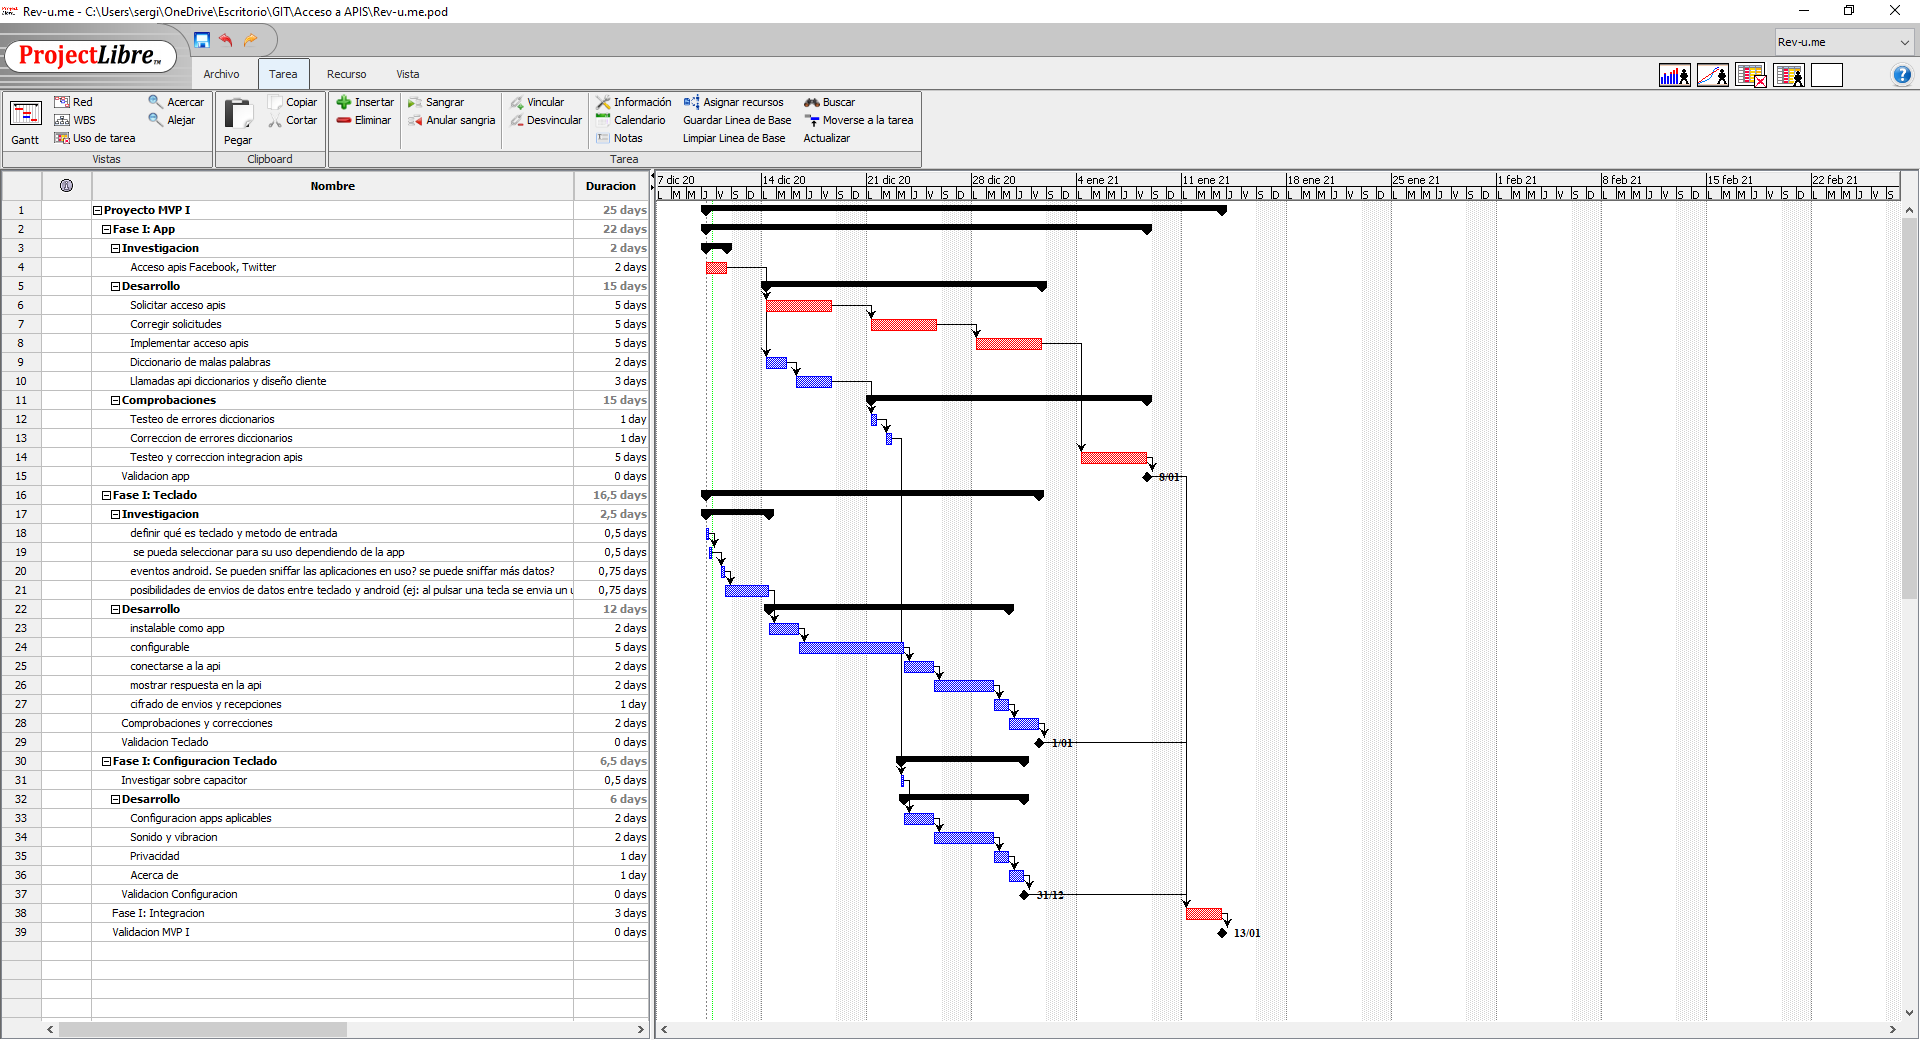 Rev-u.me - C:\Users\sergi\OneDrive\Escritorio\GIT\Acceso a APIS\Rev-u.me.pod
ProjectLibre™
Rev-u.me
Archivo Tarea Recurso Vista
Red Acercar Copiar Insertar Sangrar Vincular Información Asignar recursos Buscar
WBS Alejar Cortar Eliminar Anular sangria Desvincular Calendario Guardar Linea de Base Moverse a la tarea
Gantt Uso de tarea Pegar Notas Limpiar Linea de Base Actualizar
Vistas Clipboard Tarea
Nombre Duracion
7 dic 20 14 dic 20 21 dic 20 28 dic 20 4 ene 21 11 ene 21 18 ene 21 25 ene 21 1 feb 21 8 feb 21 15 feb 21 22 feb 21
L M M J V S D L M M J V S D L M M J V S D L M M J V S D L M M J V S D L M M J V S D L M M J V S D L M M J V S D L M M J V S D L M M J V S D L M M J V S D L M M J V S
1 Proyecto MVP I 25 days
2 Fase I: App 22 days
3 Investigacion 2 days
4 Acceso apis Facebook, Twitter 2 days
5 Desarrollo 15 days
6 Solicitar acceso apis 5 days
7 Corregir solicitudes 5 days
8 Implementar acceso apis 5 days
9 Diccionario de malas palabras 2 days
10 Llamadas api diccionarios y diseño cliente 3 days
11 Comprobaciones 15 days
12 Testeo de errores diccionarios 1 day
13 Correccion de errores diccionarios 1 day
14 Testeo y correccion integracion apis 5 days
15 Validacion app 0 days 8/01
16 Fase I: Teclado 16,5 days
17 Investigacion 2,5 days
18 definir qué es teclado y metodo de entrada 0,5 days
19 se pueda seleccionar para su uso dependiendo de la app 0,5 days
20 eventos android. Se pueden sniffar las aplicaciones en uso? se puede sniffar más datos? 0,75 days
21 posibilidades de envios de datos entre teclado y android (ej: al pulsar una tecla se envia un 0,75 days
22 Desarrollo 12 days
23 instalable como app 2 days
24 configurable 5 days
25 conectarse a la api 2 days
26 mostrar respuesta en la api 2 days
27 cifrado de envios y recepciones 1 day
28 Comprobaciones y correcciones 2 days
29 Validacion Teclado 0 days 1/01
30 Fase I: Configuracion Teclado 6,5 days
31 Investigar sobre capacitor 0,5 days
32 Desarrollo 6 days
33 Configuracion apps aplicables 2 days
34 Sonido y vibracion 2 days
35 Privacidad 1 day
36 Acerca de 1 day
37 Validacion Configuracion 0 days 31/12
38 Fase I: Integracion 3 days
39 Validacion MVP I 0 days 13/01